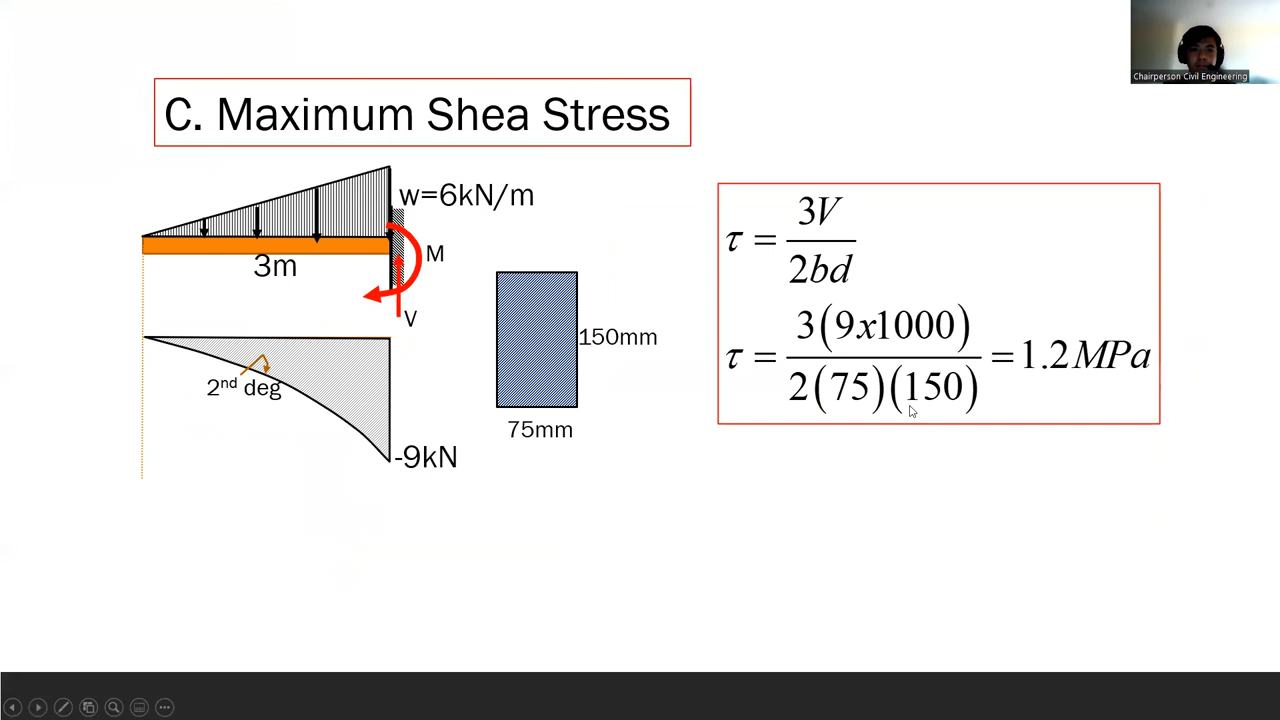 Chairperson Civil Engineering
C. Maximum Shea Stress
w=6kN/m
M
3m
V
2nd deg
-9kN
150mm
75mm
τ = 3V / 2bd
τ = 3(9x1000) / 2(75)(150) = 1.2MPa